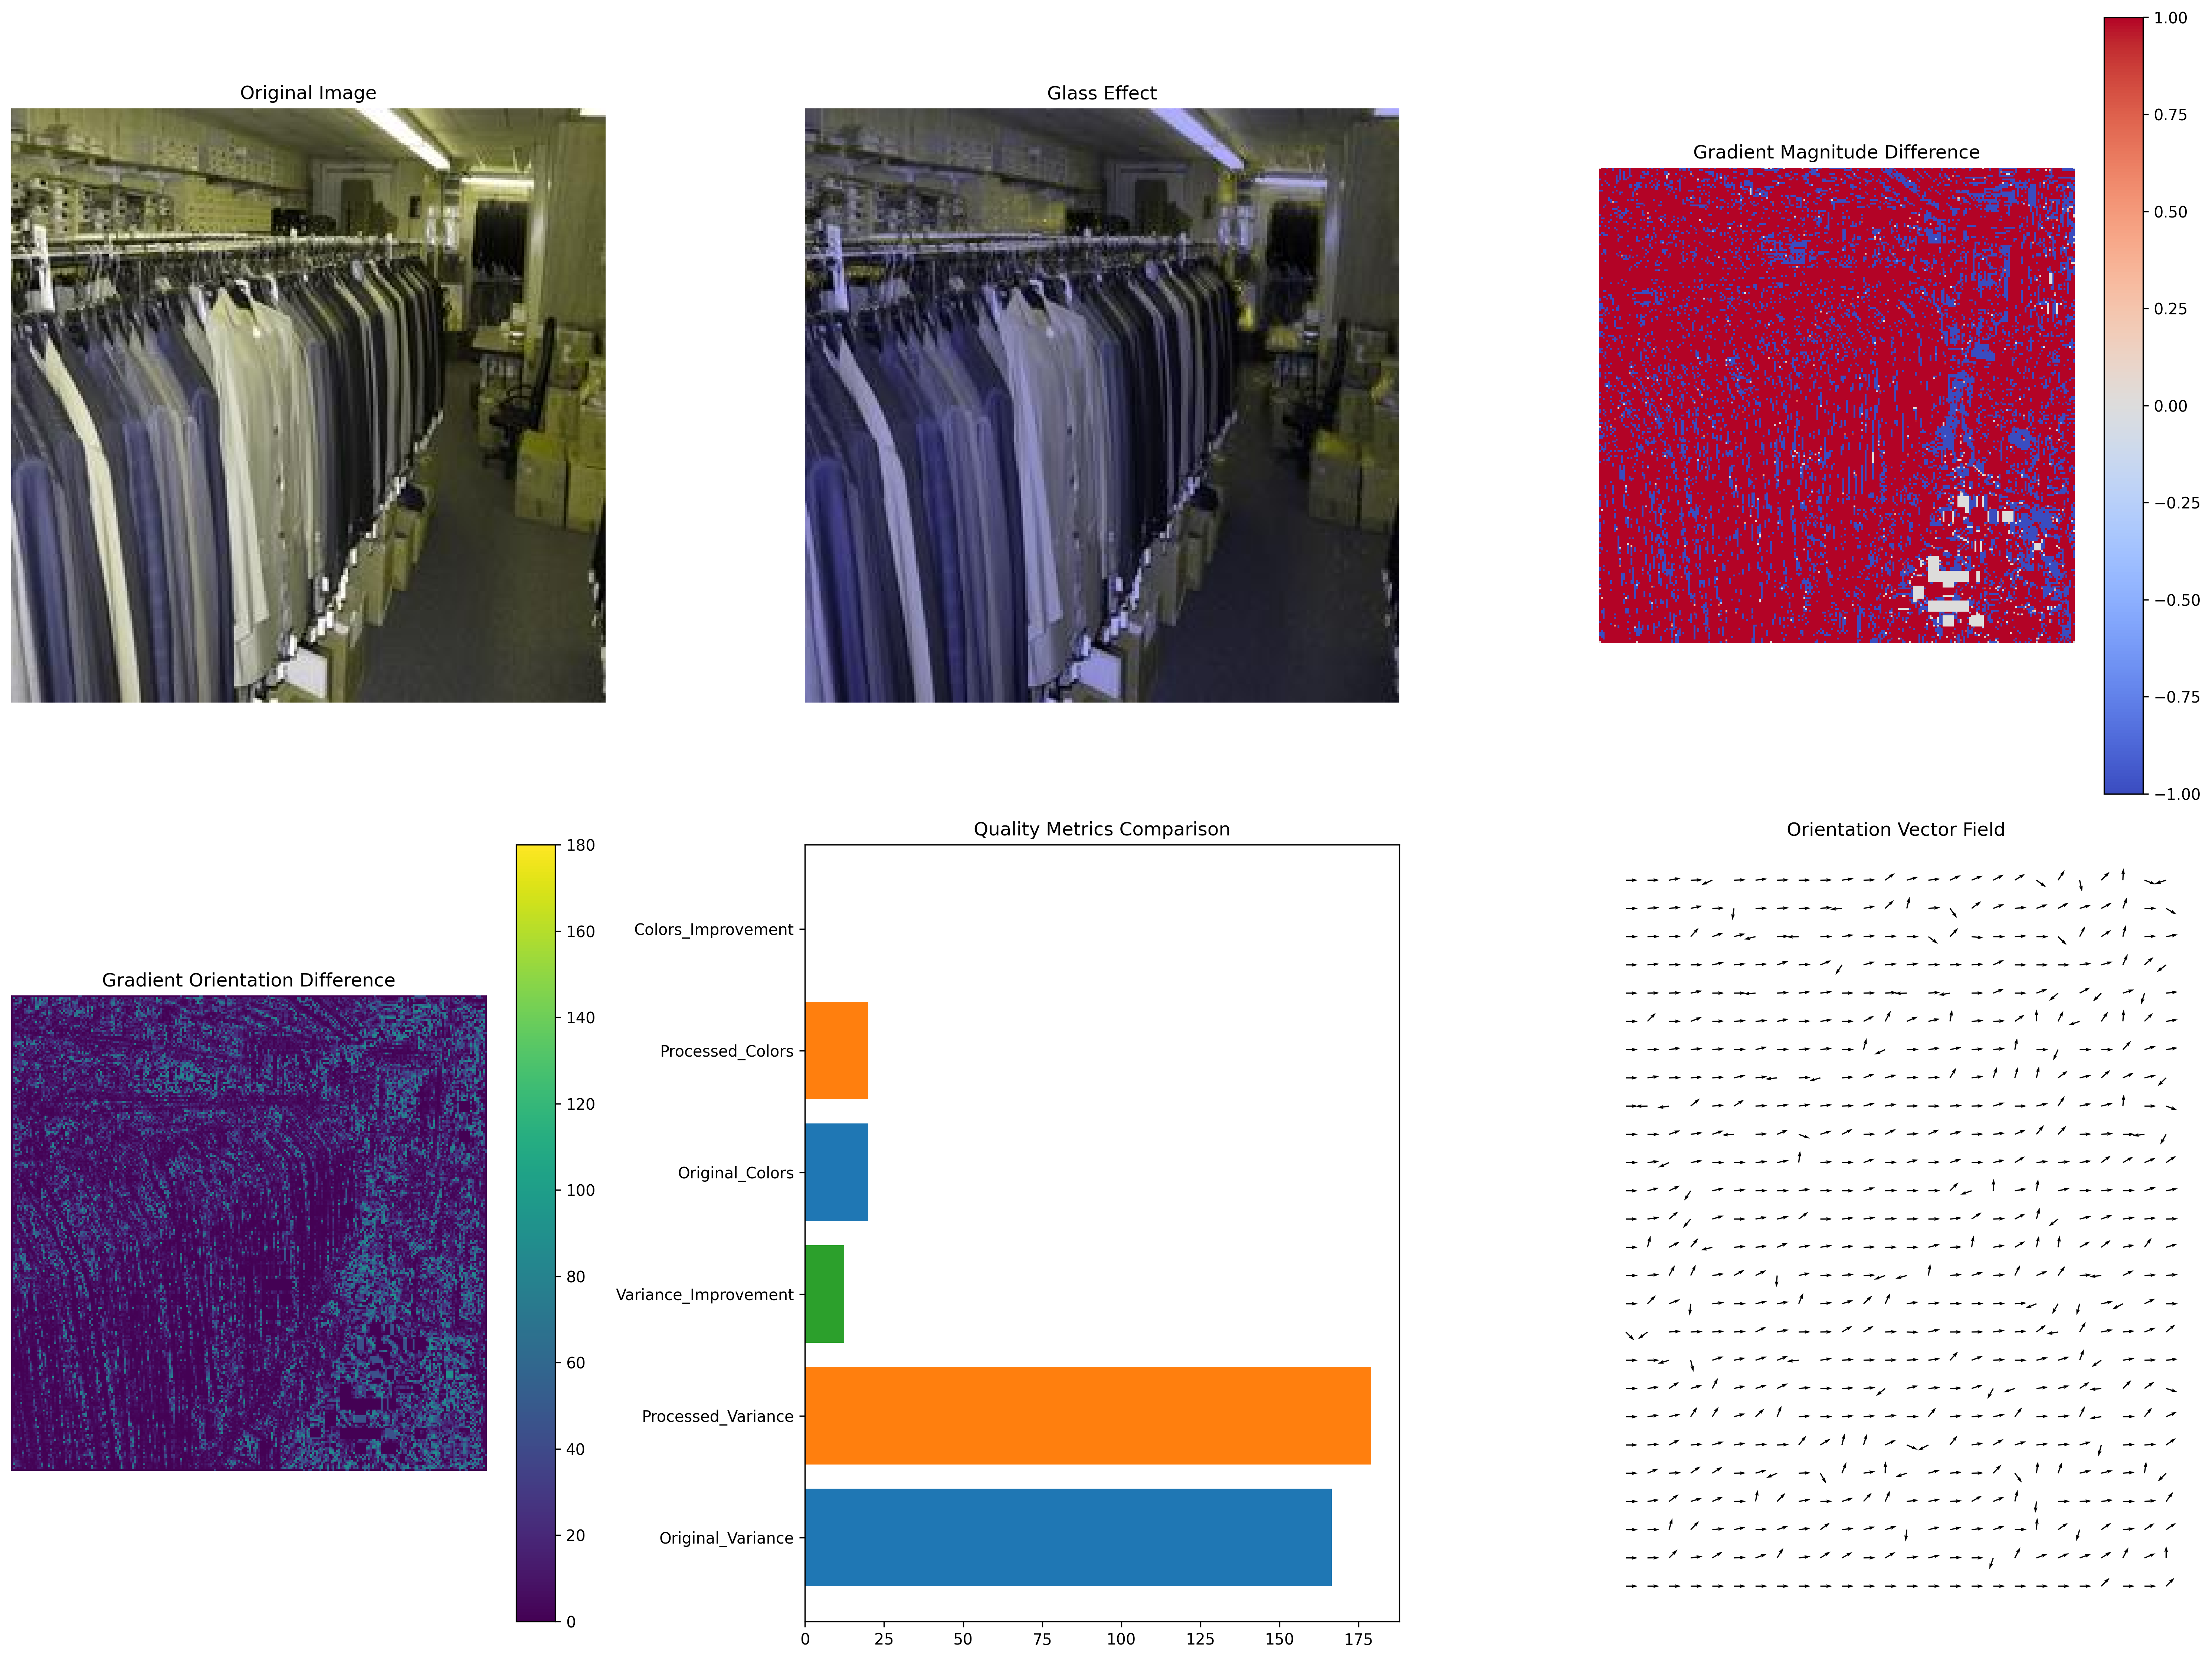 Original Image
Glass Effect
Gradient Magnitude Difference
1.00
0.75
0.50
0.25
0.00
−0.25
−0.50
−0.75
−1.00
Gradient Orientation Difference
180
160
140
120
100
80
60
40
20
0
Quality Metrics Comparison
Colors_Improvement
Processed_Colors
Original_Colors
Variance_Improvement
Processed_Variance
Original_Variance
0 25 50 75 100 125 150 175
Orientation Vector Field